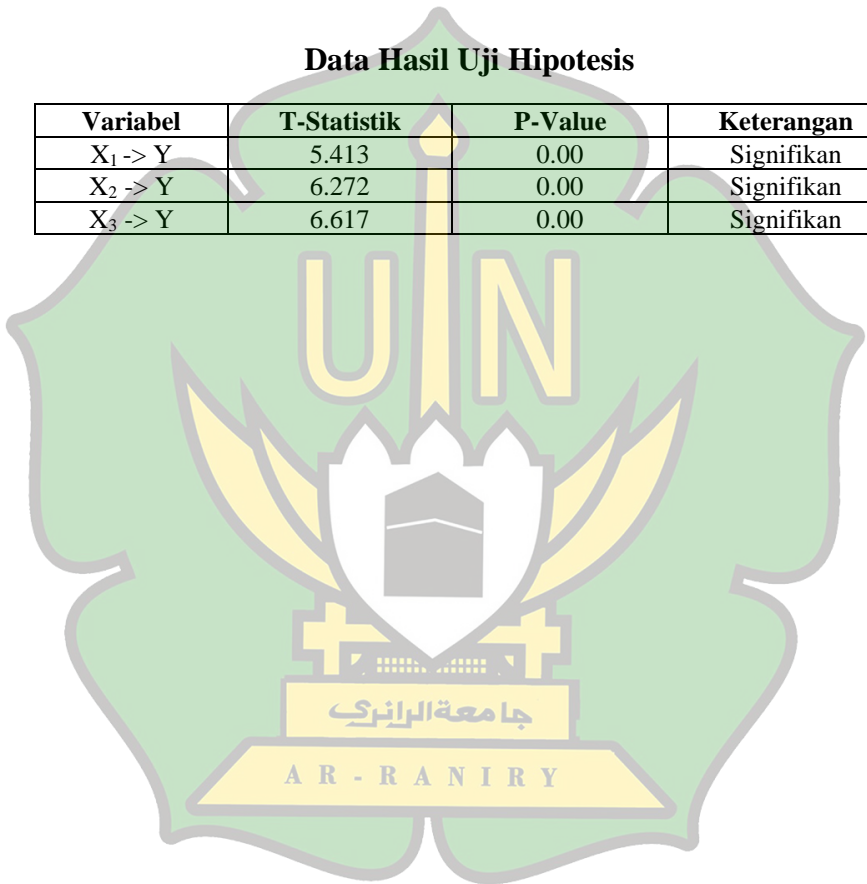 Data Hasil Uji Hipotesis
Variabel T-Statistik P-Value Keterangan
X₁ -> Y 5.413 0.00 Signifikan
X₂ -> Y 6.272 0.00 Signifikan
X₃ -> Y 6.617 0.00 Signifikan
UIN
جامعة الرانري
AR-RANIRY